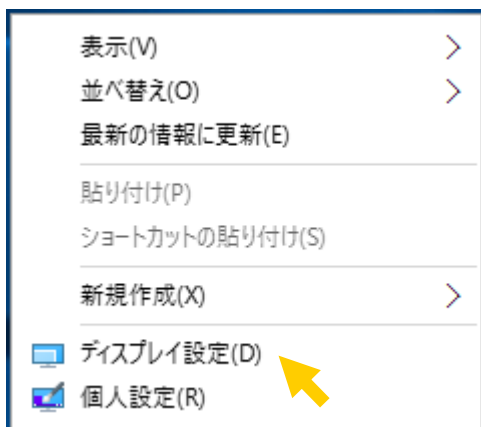 表示(V)
並べ替え(O)
最新の情報に更新(E)
貼り付け(P)
ショートカットの貼り付け(S)
新規作成(X)
ディスプレイ設定(D)
個人設定(R)